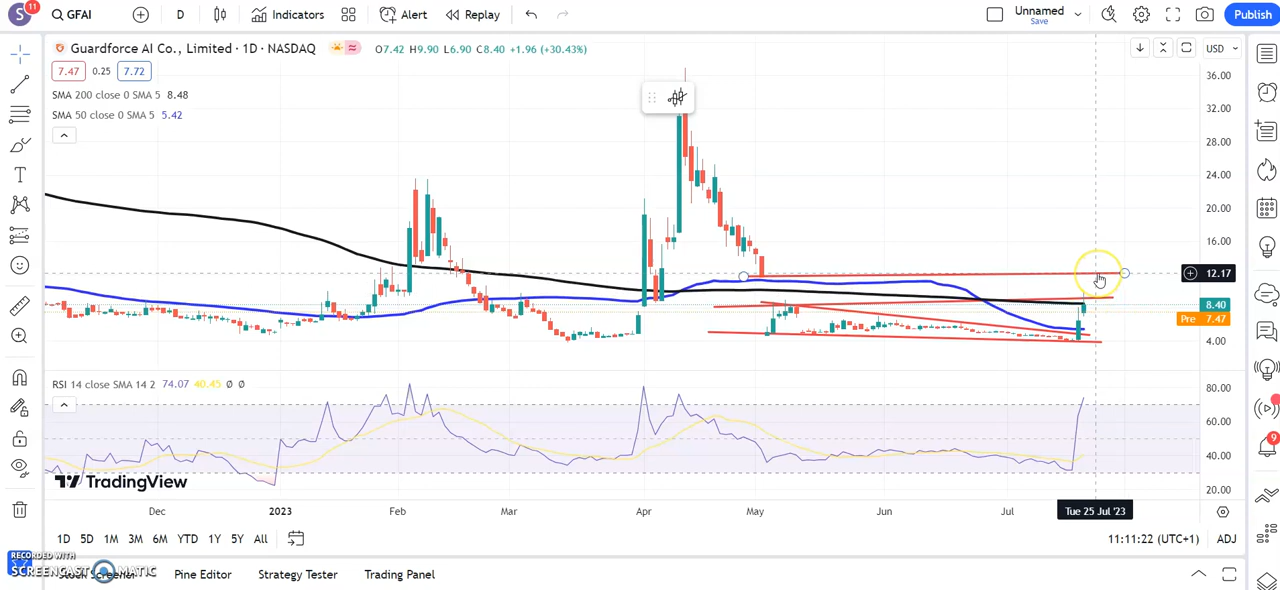 S 11 GFAI D Indicators Alert Replay Unnamed Save Publish
Guardforce AI Co., Limited · 1D · NASDAQ O7.42 H9.90 L6.90 C8.40 +1.96 (+30.43%) USD
7.47 0.25 7.72
SMA 200 close 0 SMA 5 8.48
SMA 50 close 0 SMA 5 5.42
36.00
32.00
28.00
24.00
20.00
16.00
12.17
8.40
Pre 7.47
4.00
RSI 14 close SMA 14 2 74.07 40.45 Ø Ø
80.00
60.00
40.00
20.00
9
TradingView
Dec 2023 Feb Mar Apr May Jun Jul Tue 25 Jul '23
1D 5D 1M 3M 6M YTD 1Y 5Y All 11:11:22 (UTC+1) ADJ
RECORDED WITH
SCREENCAST MATIC
Stock Screener Pine Editor Strategy Tester Trading Panel